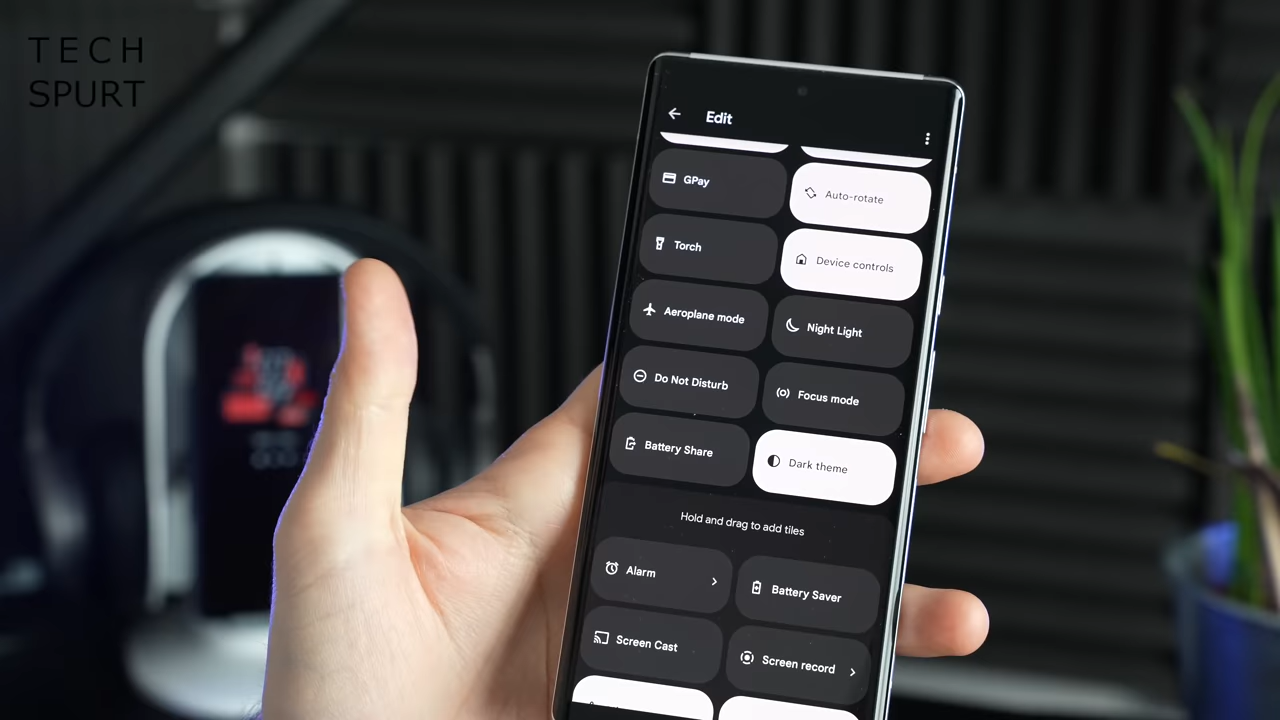 TECH
SPURT
Edit
GPay
Auto-rotate
Torch
Device controls
Aeroplane mode
Night Light
Do Not Disturb
Focus mode
Battery Share
Dark theme
Hold and drag to add tiles
Alarm
Battery Saver
Screen Cast
Screen record